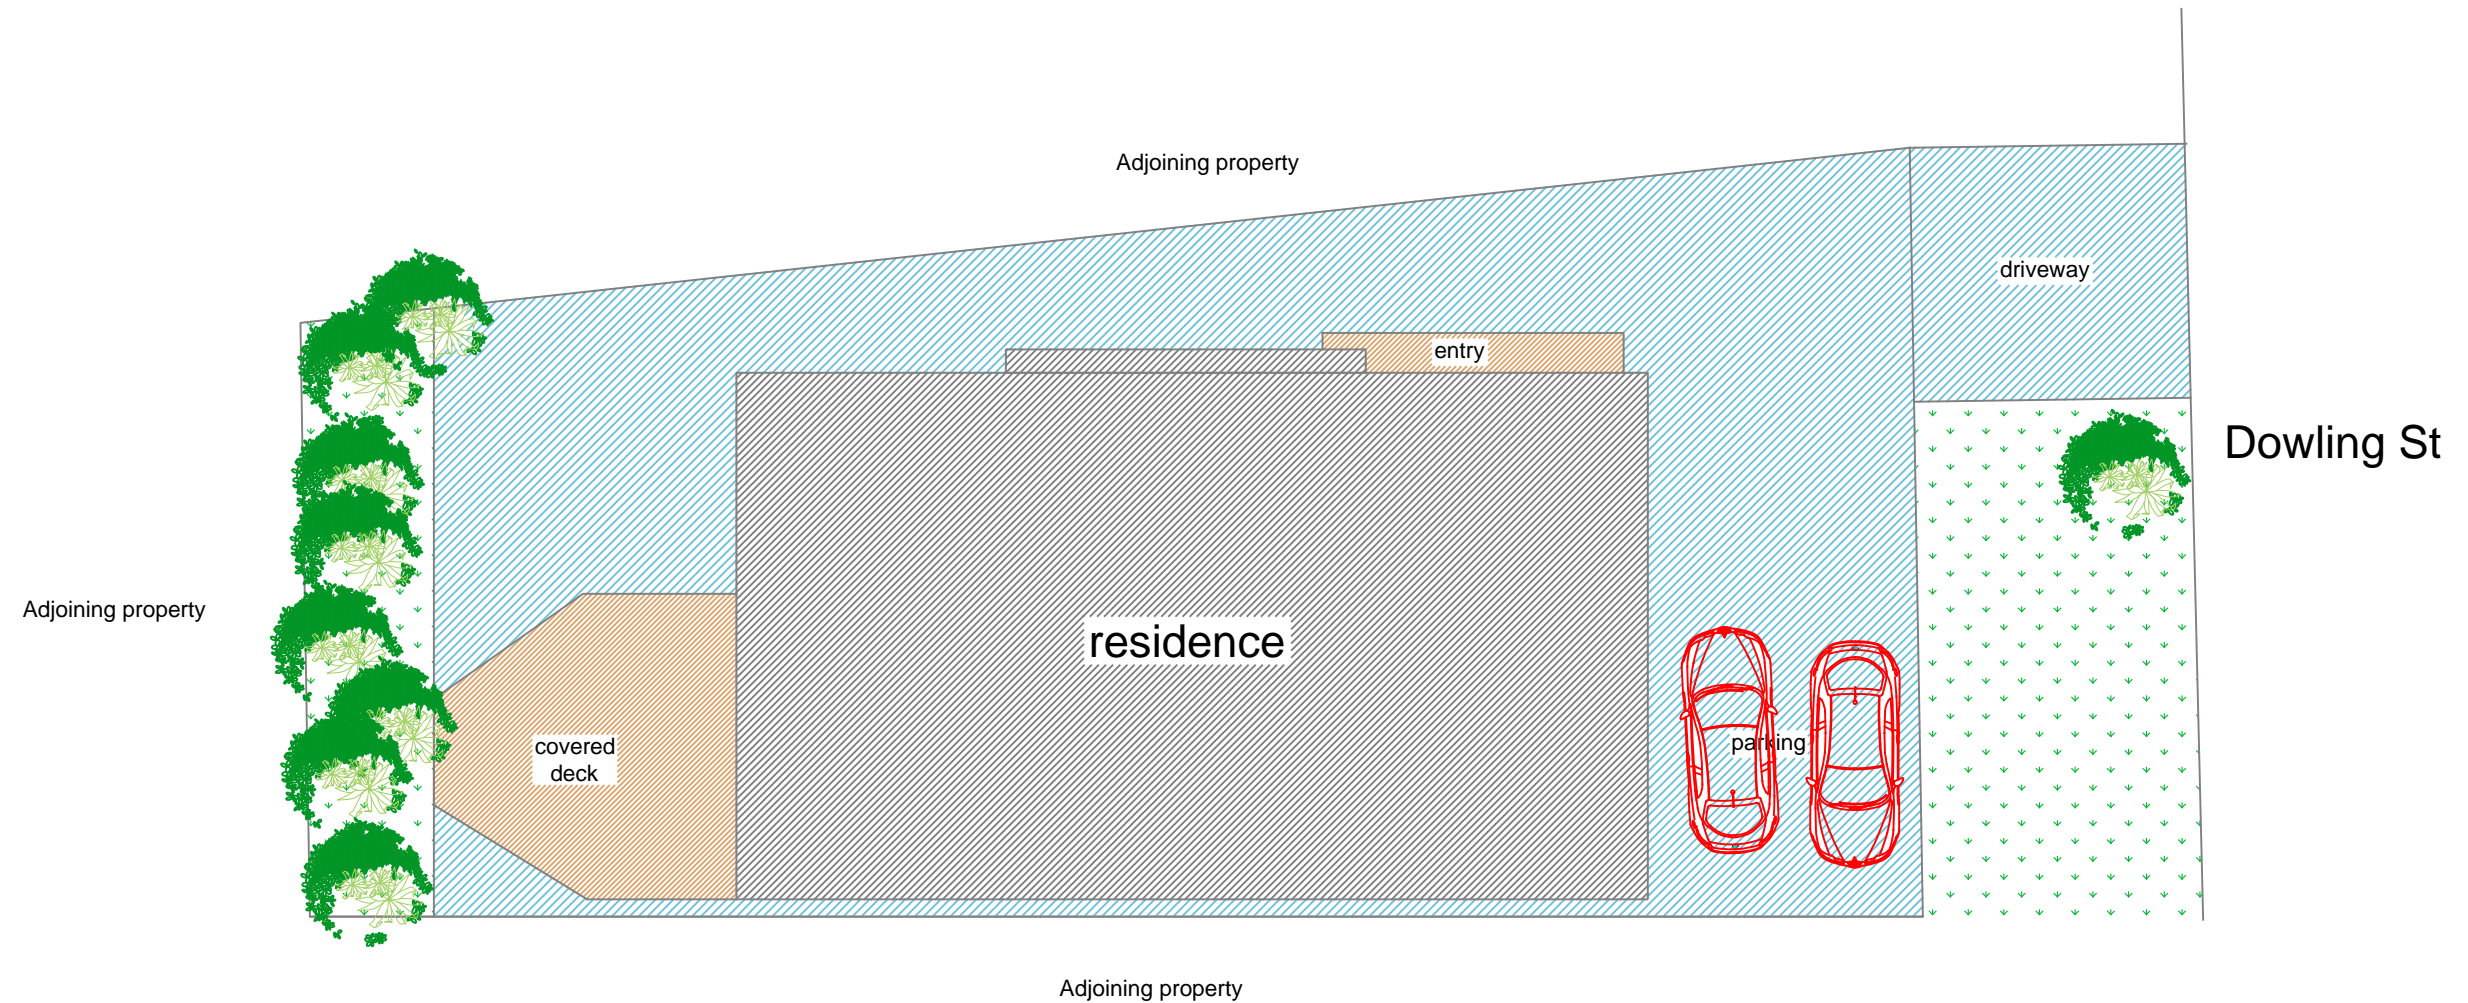 Adjoining property
driveway
entry
Dowling St
Adjoining property
residence
covered
deck
parking
Adjoining property